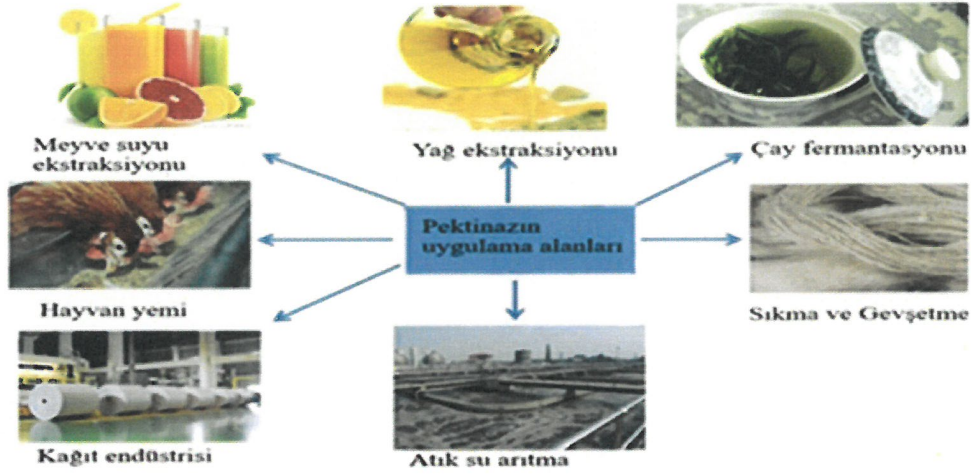 Meyve suyu
ekstraksiyonu
Yağ ekstraksiyonu
Çay fermantasyonu
Pektinazın
uygulama alanları
Hayvan yemi
Sıkma ve Gevşetme
Kağıt endüstrisi
Atık su arıtma